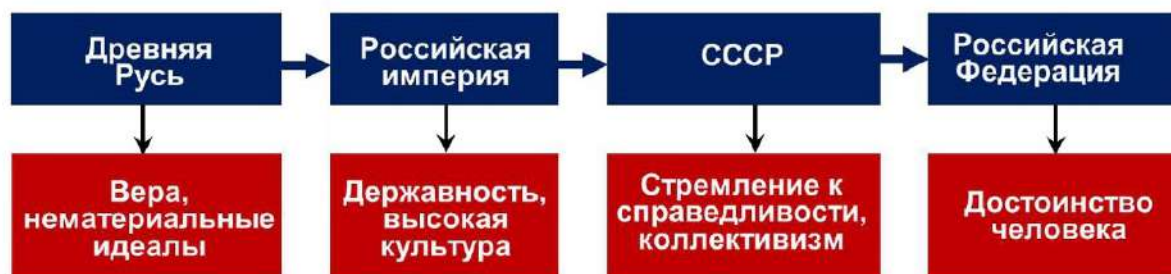 Древняя
Русь
Российская
империя
СССР
Российская
Федерация
Вера,
нематериальные
идеалы
Державность,
высокая
культура
Стремление к
справедливости,
коллективизм
Достоинство
человека